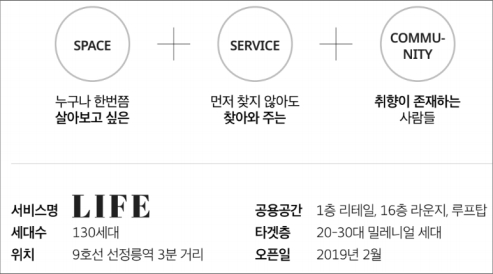 SPACE
SERVICE
COMMU-
NITY
누구나 한번쯤
살아보고 싶은
먼저 찾지 않아도
찾아와 주는
취향이 존재하는
사람들
서비스명 LIFE
세대수 130세대
위치 9호선 선정릉역 3분 거리
공용공간 1층 리테일, 16층 라운지, 루프탑
타겟층 20-30대 밀레니얼 세대
오픈일 2019년 2월